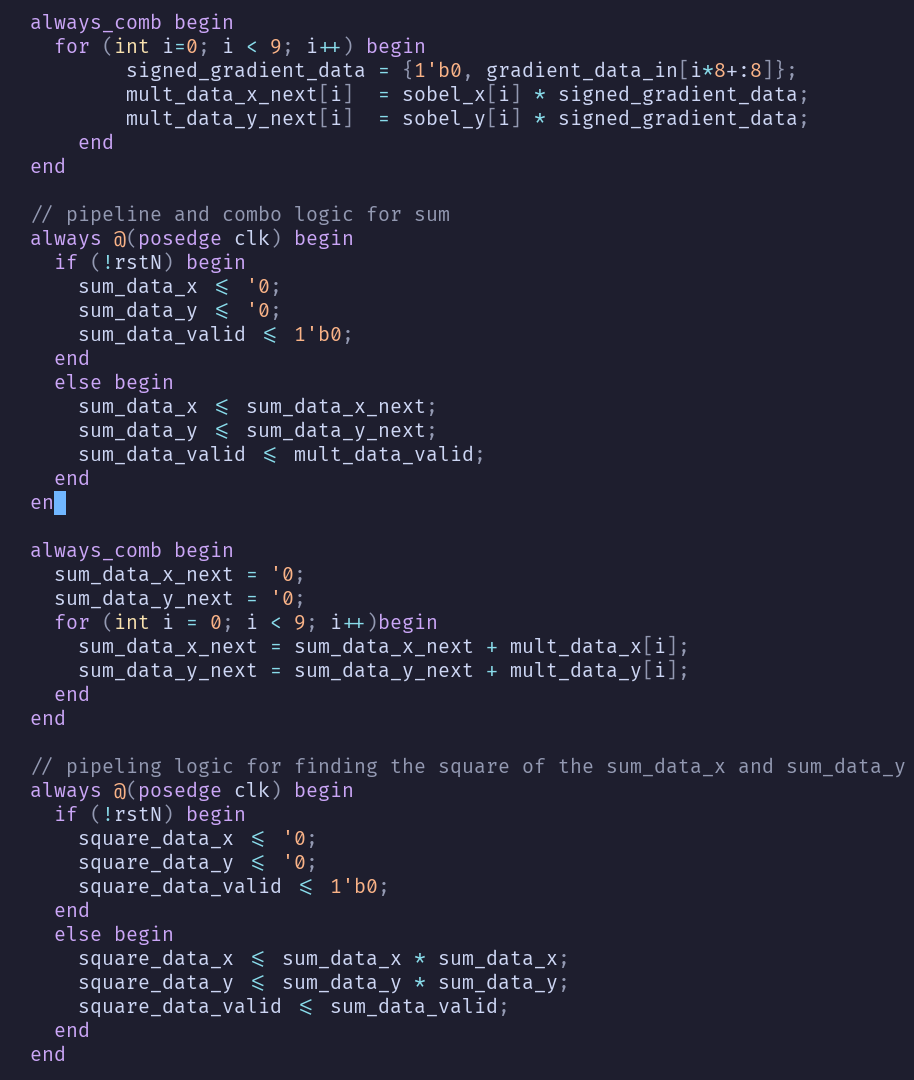 always_comb begin
  for (int i=0; i < 9; i++) begin
        signed_gradient_data = {1'b0, gradient_data_in[i*8+:8]};
        mult_data_x_next[i]  = sobel_x[i] * signed_gradient_data;
        mult_data_y_next[i]  = sobel_y[i] * signed_gradient_data;
    end
end

// pipeline and combo logic for sum
always @(posedge clk) begin
  if (!rstN) begin
    sum_data_x <= '0;
    sum_data_y <= '0;
    sum_data_valid <= 1'b0;
  end
  else begin
    sum_data_x <= sum_data_x_next;
    sum_data_y <= sum_data_y_next;
    sum_data_valid <= mult_data_valid;
  end
en

always_comb begin
  sum_data_x_next = '0;
  sum_data_y_next = '0;
  for (int i = 0; i < 9; i++)begin
    sum_data_x_next = sum_data_x_next + mult_data_x[i];
    sum_data_y_next = sum_data_y_next + mult_data_y[i];
  end
end

// pipeling logic for finding the square of the sum_data_x and sum_data_y
always @(posedge clk) begin
  if (!rstN) begin
    square_data_x <= '0;
    square_data_y <= '0;
    square_data_valid <= 1'b0;
  end
  else begin
    square_data_x <= sum_data_x * sum_data_x;
    square_data_y <= sum_data_y * sum_data_y;
    square_data_valid <= sum_data_valid;
  end
end